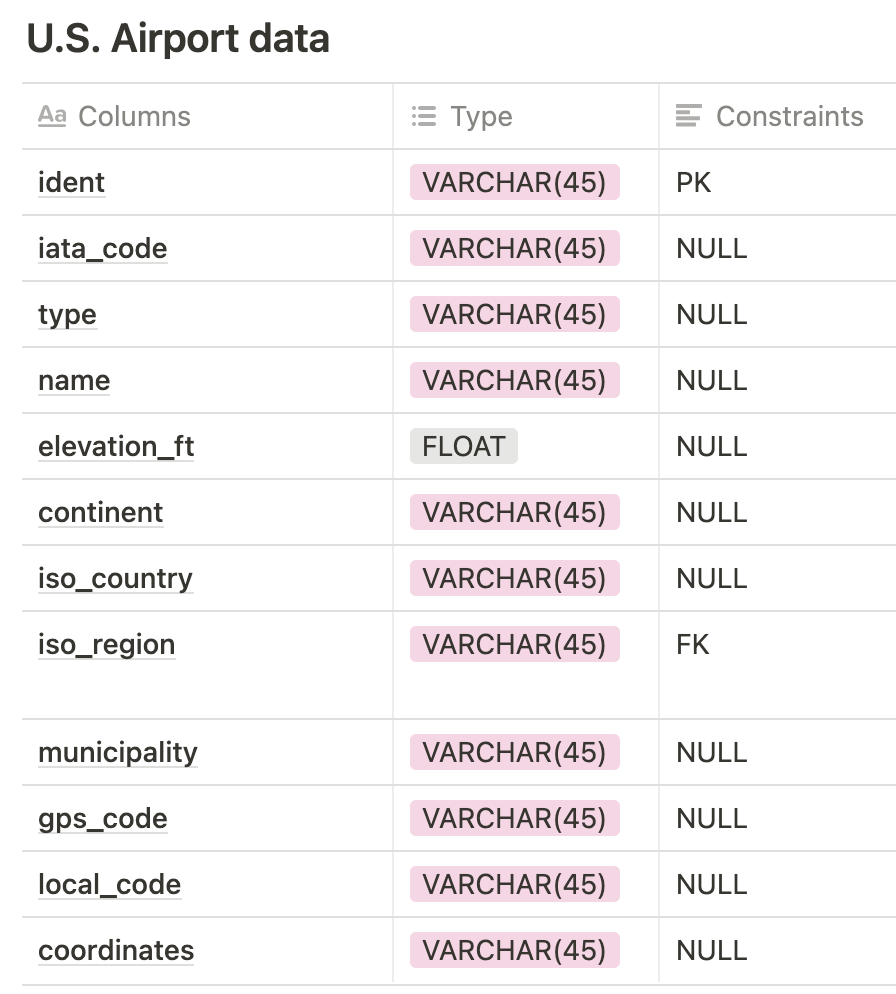 U.S. Airport data
Aa Columns Type Constraints
ident VARCHAR(45) PK
iata_code VARCHAR(45) NULL
type VARCHAR(45) NULL
name VARCHAR(45) NULL
elevation_ft FLOAT NULL
continent VARCHAR(45) NULL
iso_country VARCHAR(45) NULL
iso_region VARCHAR(45) FK
municipality VARCHAR(45) NULL
gps_code VARCHAR(45) NULL
local_code VARCHAR(45) NULL
coordinates VARCHAR(45) NULL